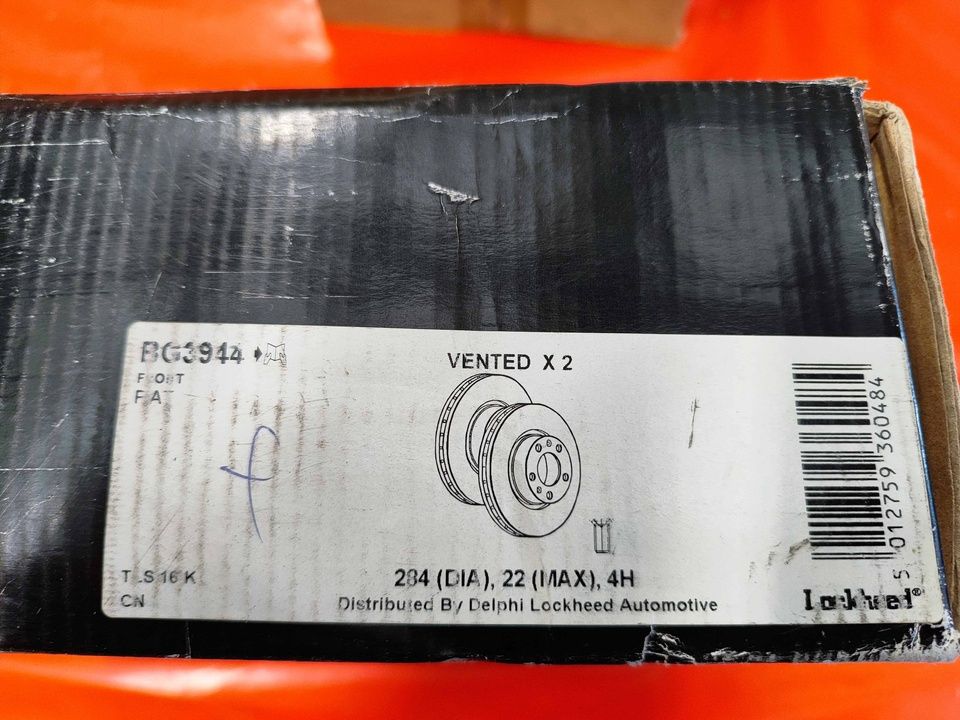 BG3944
FRONT
FIAT
VENTED X 2
5 012759 360484
284 (DIA), 22 (MAX), 4H
CN
Distributed By Delphi Lockheed Automotive
Lockheed®